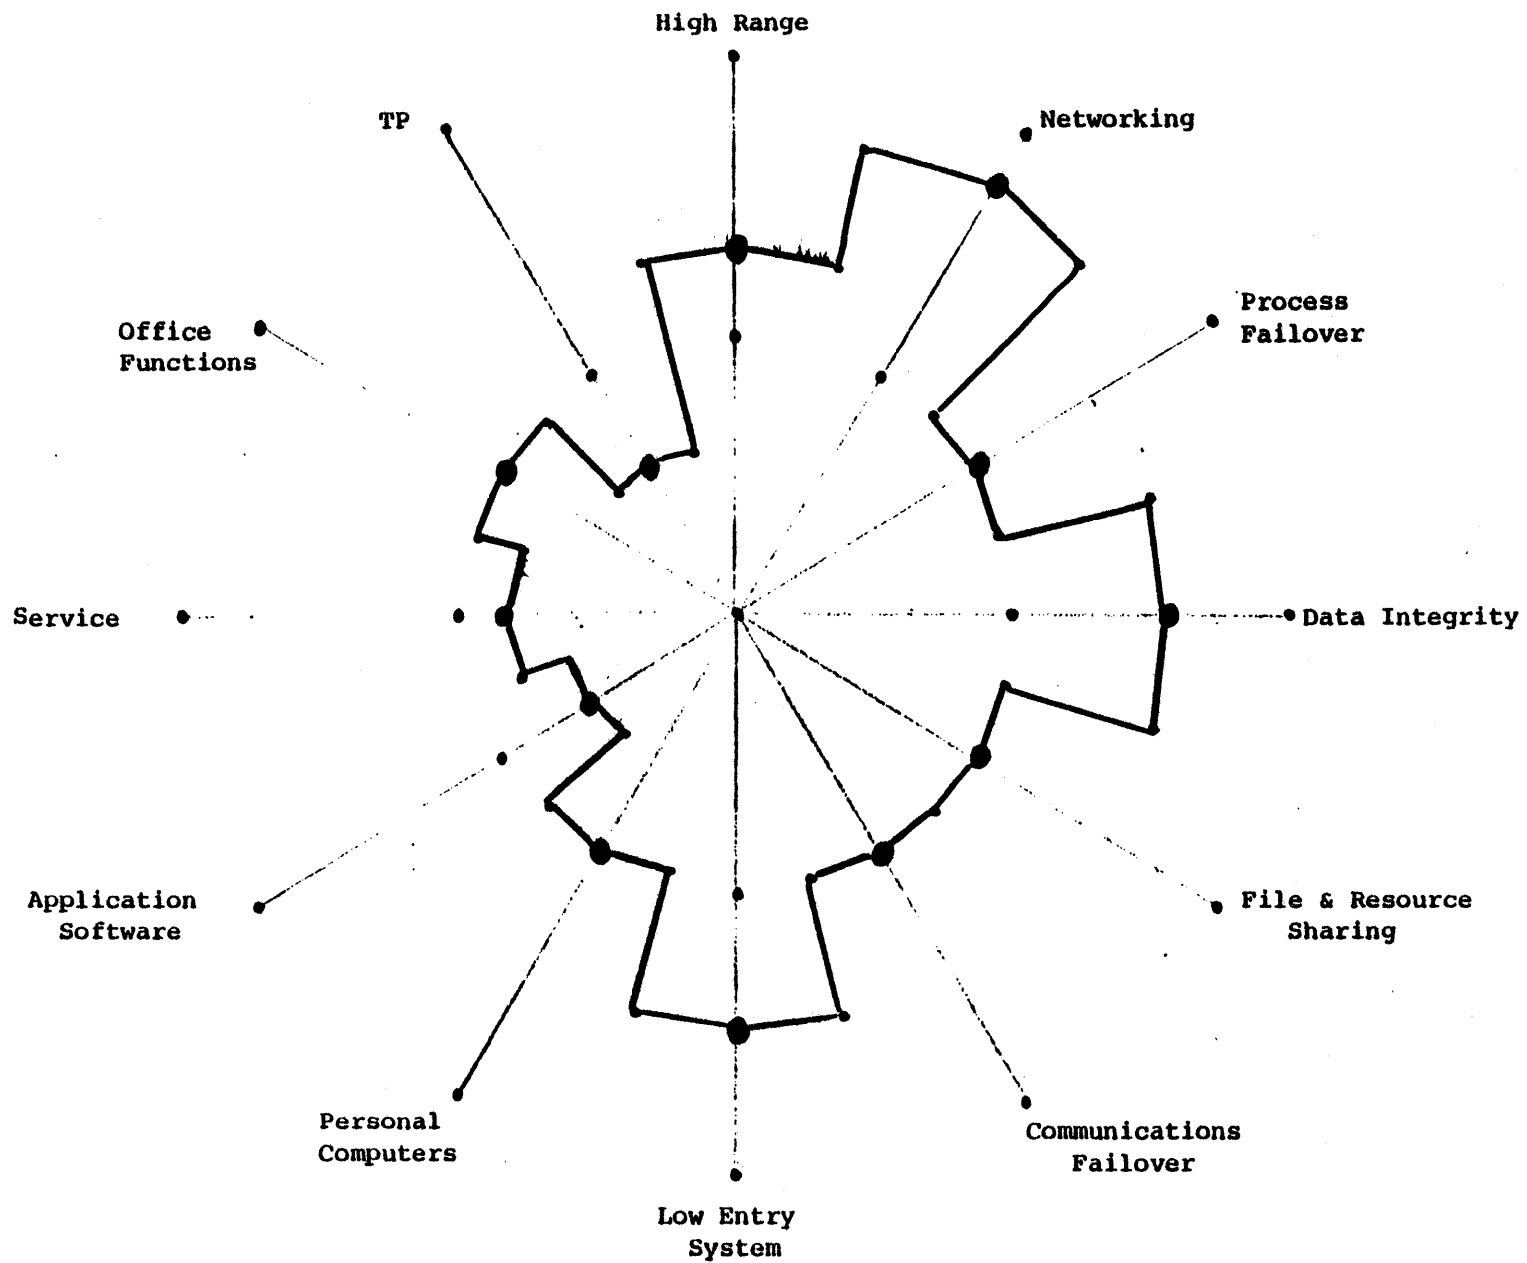 High Range
TP
Networking
Process
Failover
Office
Functions
Service
Data Integrity
Application
Software
File & Resource
Sharing
Personal
Computers
Communications
Failover
Low Entry
System